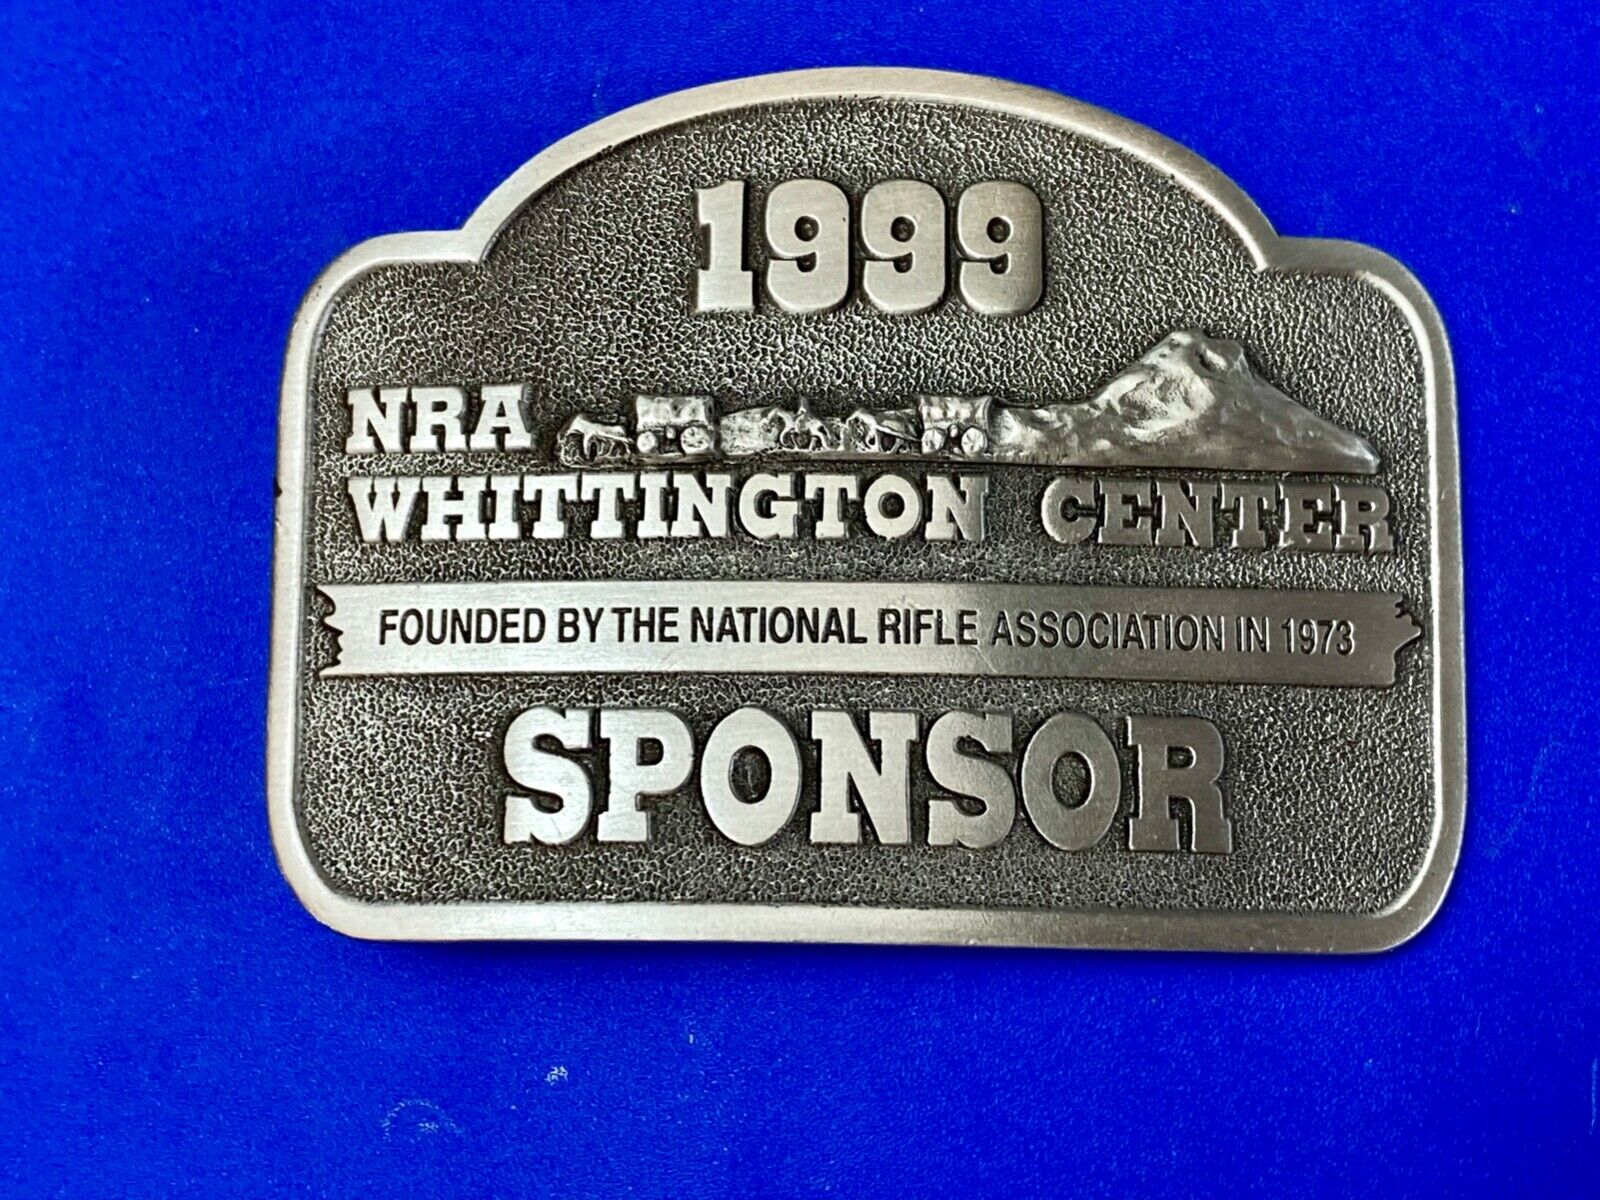 1999
NRA
WHITTINGTON CENTER
FOUNDED BY THE NATIONAL RIFLE ASSOCIATION IN 1973
SPONSOR